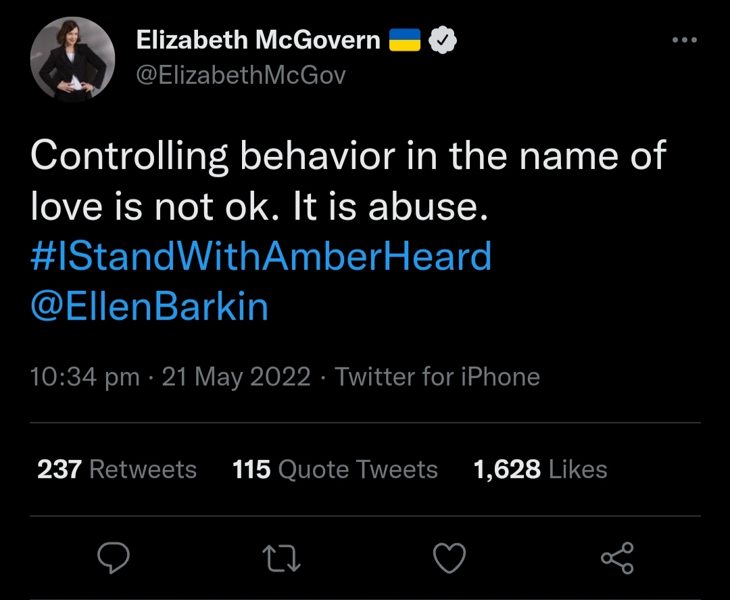 Elizabeth McGovern 🇺🇦
@ElizabethMcGov
Controlling behavior in the name of
love is not ok. It is abuse.
#IStandWithAmberHeard
@EllenBarkin
10:34 pm · 21 May 2022 · Twitter for iPhone
237 Retweets 115 Quote Tweets 1,628 Likes